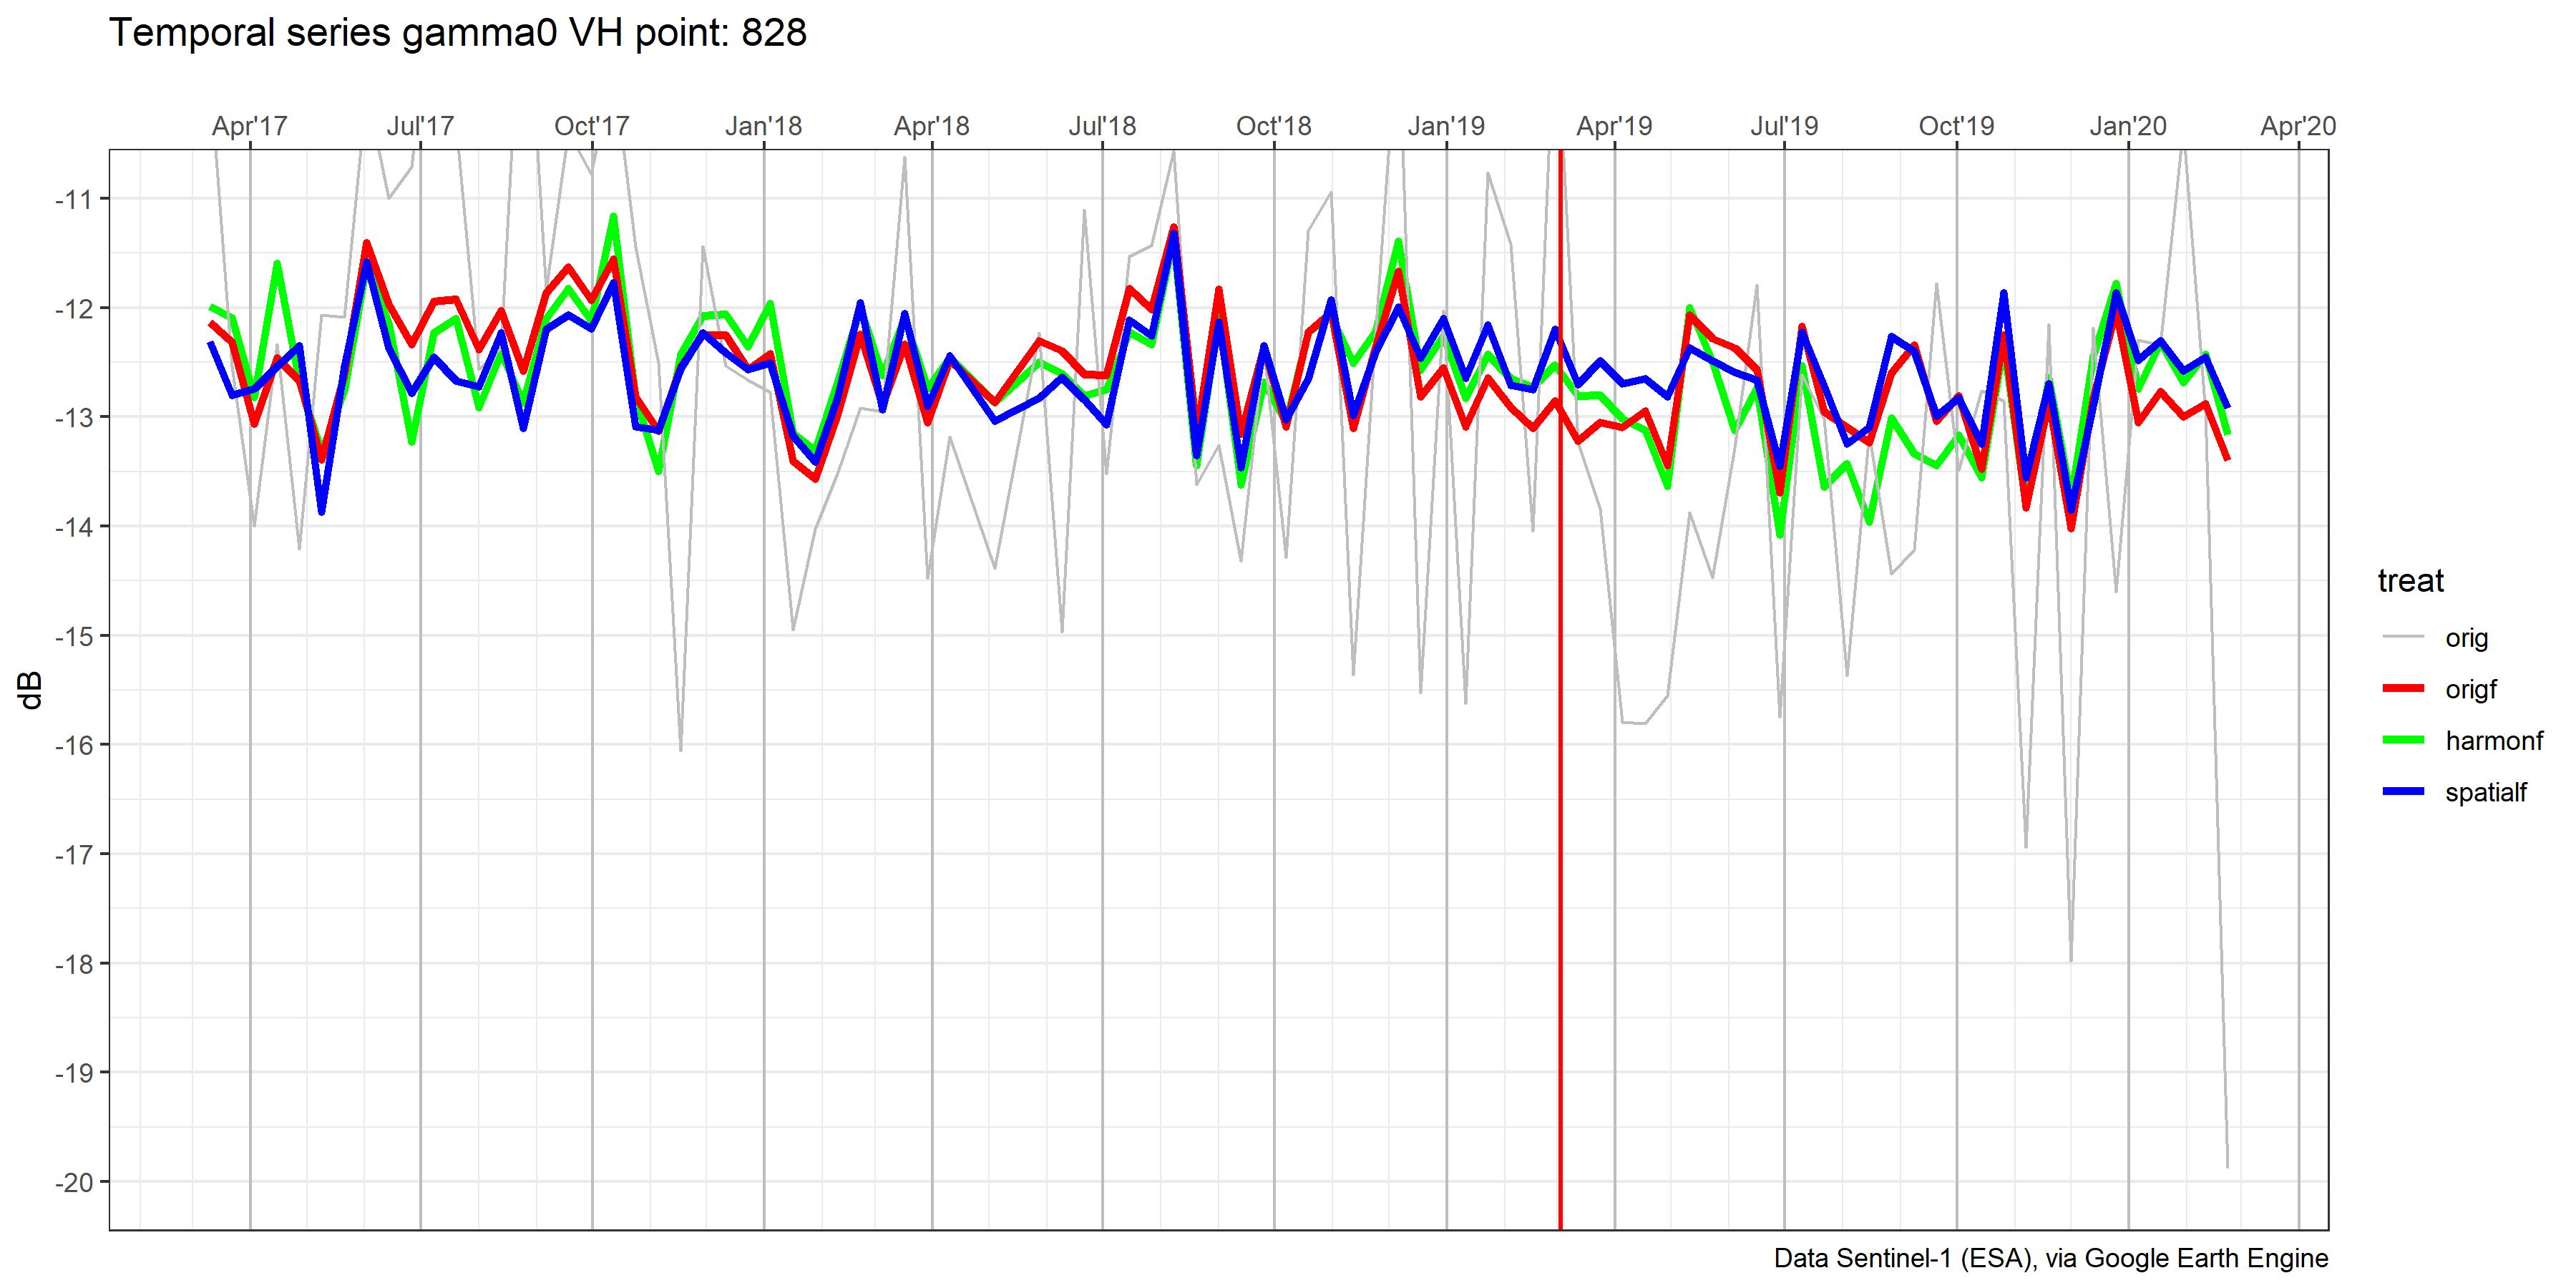 Temporal series gamma0 VH point: 828
Apr'17 Jul'17 Oct'17 Jan'18 Apr'18 Jul'18 Oct'18 Jan'19 Apr'19 Jul'19 Oct'19 Jan'20 Apr'20
-11
-12
-13
-14
-15
-16
-17
-18
-19
-20
dB
treat
orig
origf
harmonf
spatialf
Data Sentinel-1 (ESA), via Google Earth Engine